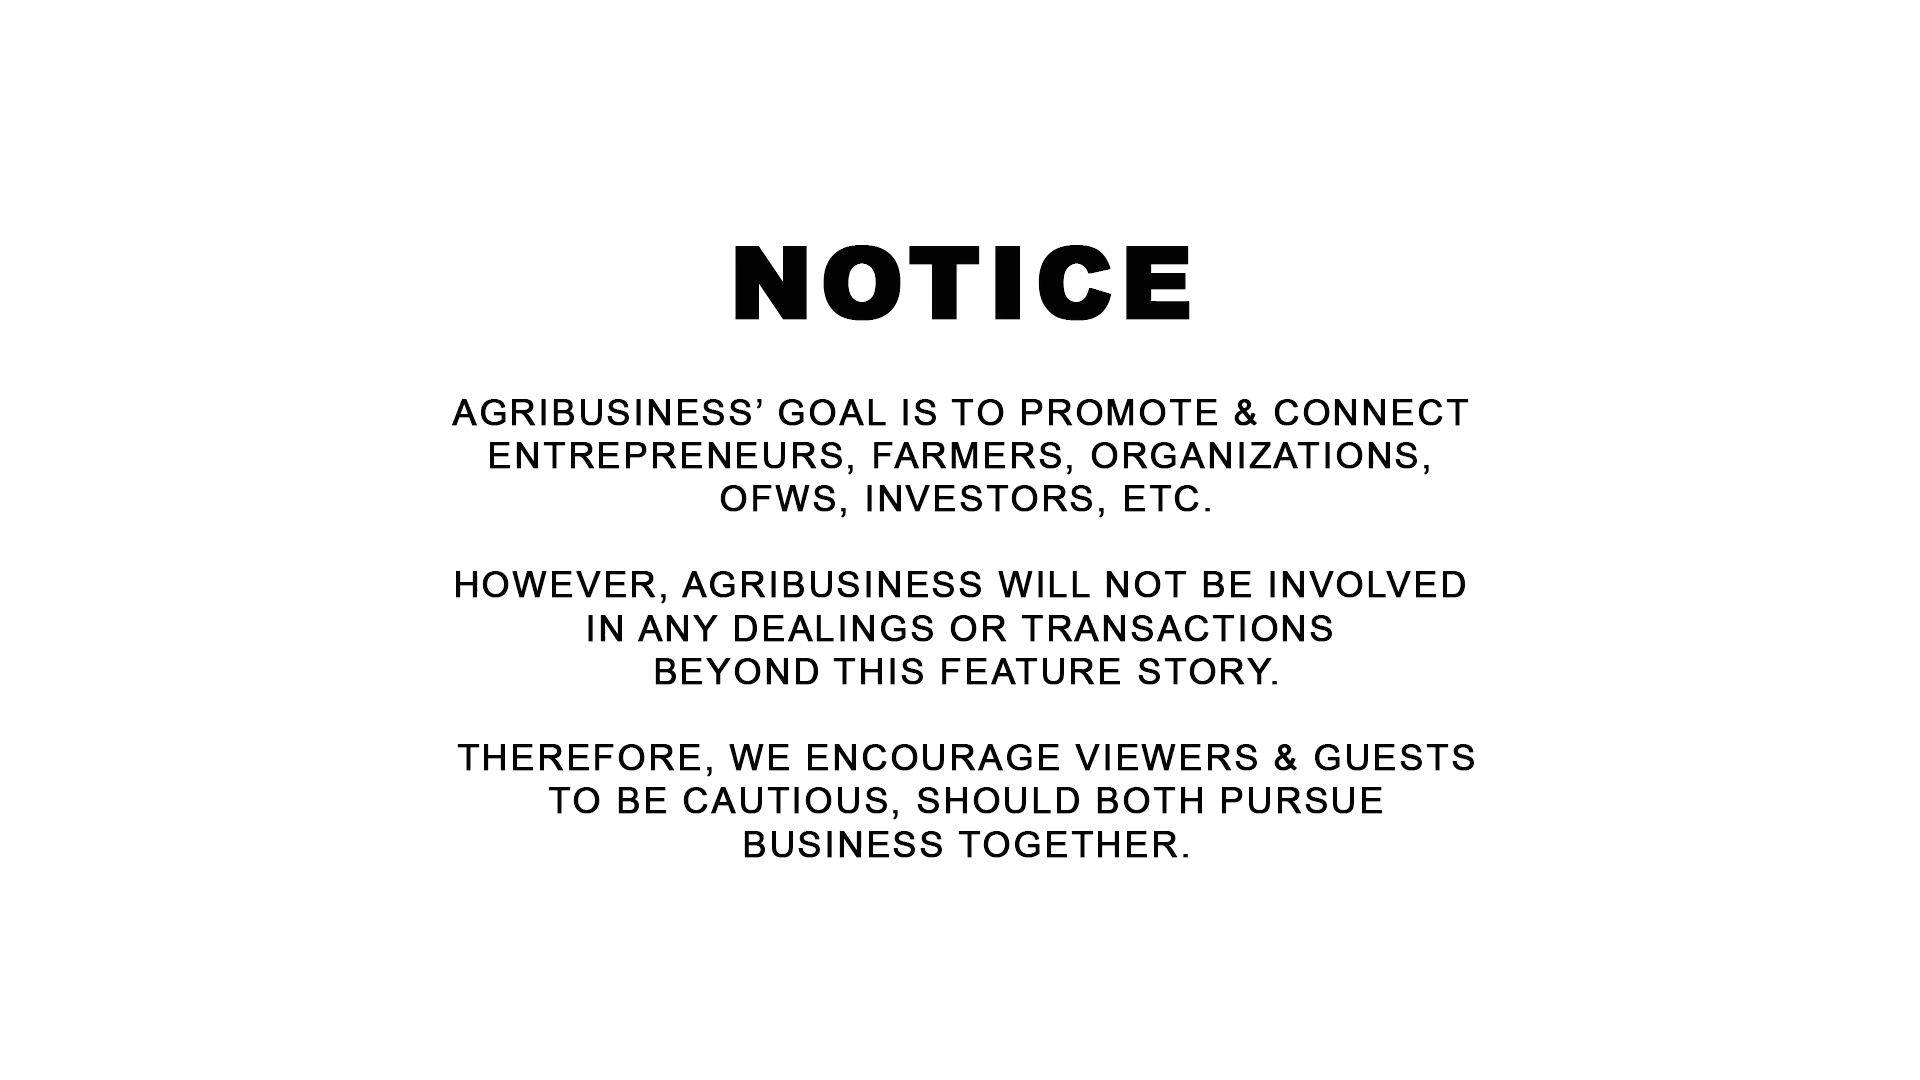 NOTICE
AGRIBUSINESS’ GOAL IS TO PROMOTE & CONNECT
ENTREPRENEURS, FARMERS, ORGANIZATIONS,
OFWS, INVESTORS, ETC.
HOWEVER, AGRIBUSINESS WILL NOT BE INVOLVED
IN ANY DEALINGS OR TRANSACTIONS
BEYOND THIS FEATURE STORY.
THEREFORE, WE ENCOURAGE VIEWERS & GUESTS
TO BE CAUTIOUS, SHOULD BOTH PURSUE
BUSINESS TOGETHER.